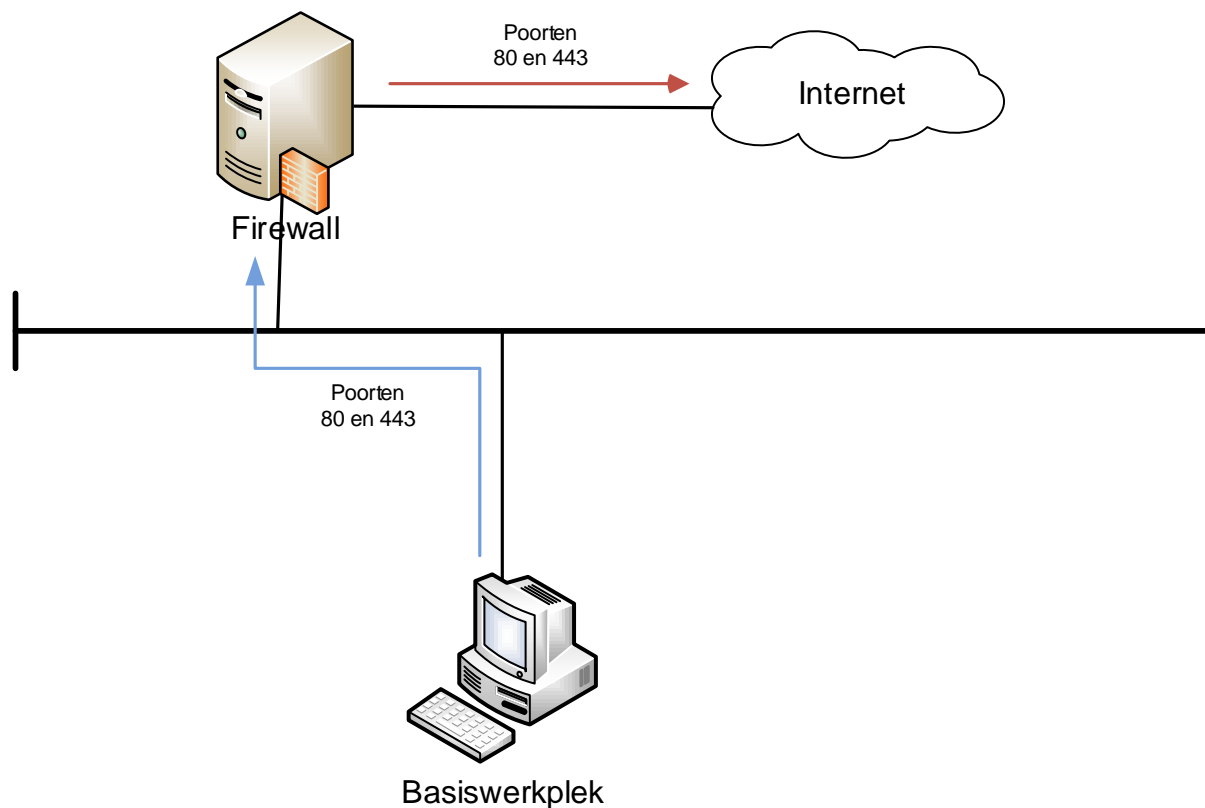 Poorten
80 en 443
Internet
Firewall
Poorten
80 en 443
Basiswerkplek